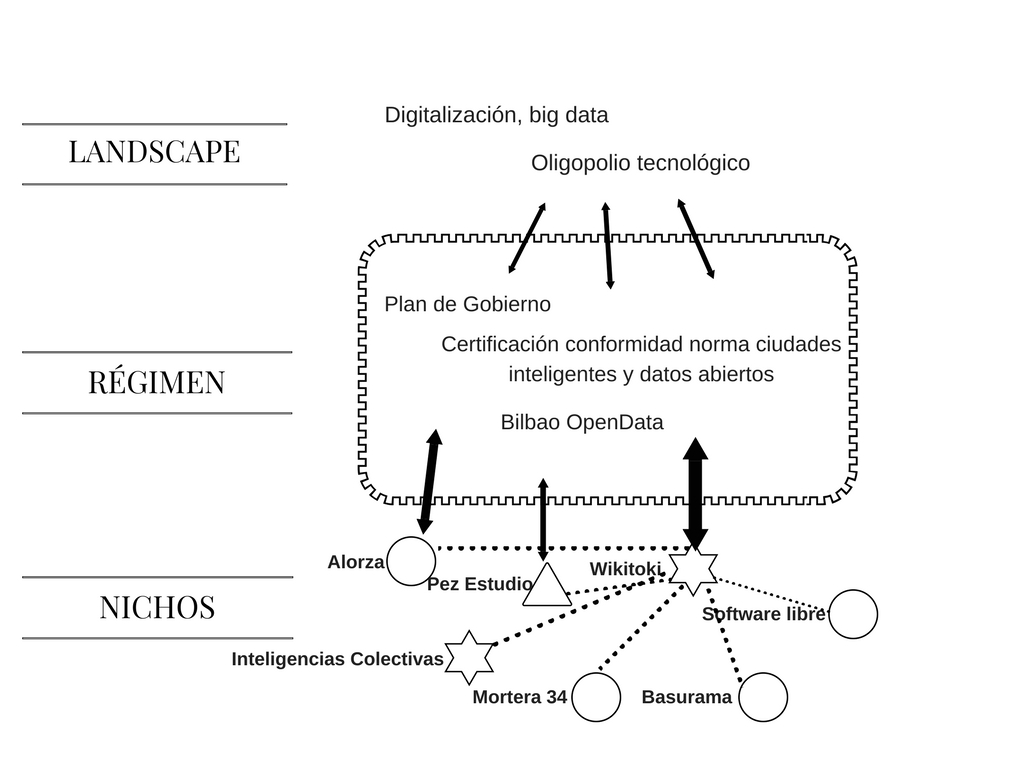 Digitalización, big data
LANDSCAPE
Oligopolio tecnológico
Plan de Gobierno
Certificación conformidad norma ciudades
inteligentes y datos abiertos
RÉGIMEN
Bilbao OpenData
Alorza
Pez Estudio
Wikitoki
NICHOS
Software libre
Inteligencias Colectivas
Mortera 34
Basurama